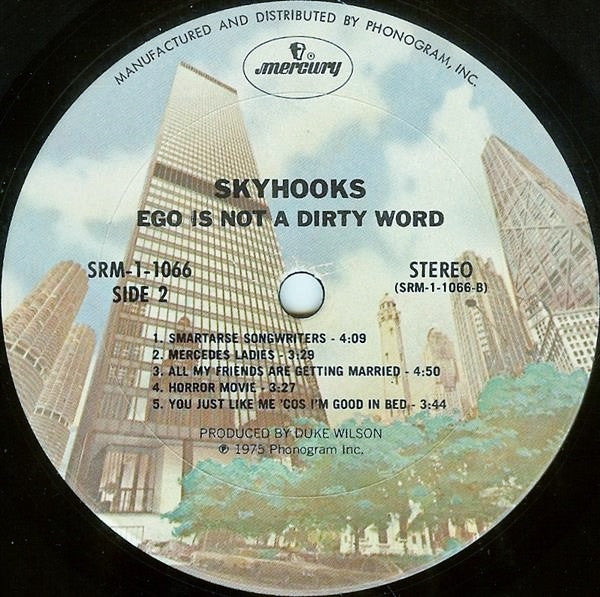 MANUFACTURED AND DISTRIBUTED BY PHONOGRAM, INC.
mercury
SKYHOOKS
EGO IS NOT A DIRTY WORD
SRM-1-1066
SIDE 2
STEREO
(SRM-1-1066-B)
1. SMARTARSE SONGWRITERS - 4:09
2. MERCEDES LADIES - 3:29
3. ALL MY FRIENDS ARE GETTING MARRIED - 4:50
4. HORROR MOVIE - 3:27
5. YOU JUST LIKE ME 'COS I'M GOOD IN BED - 3:44
PRODUCED BY DUKE WILSON
℗ 1975 Phonogram Inc.